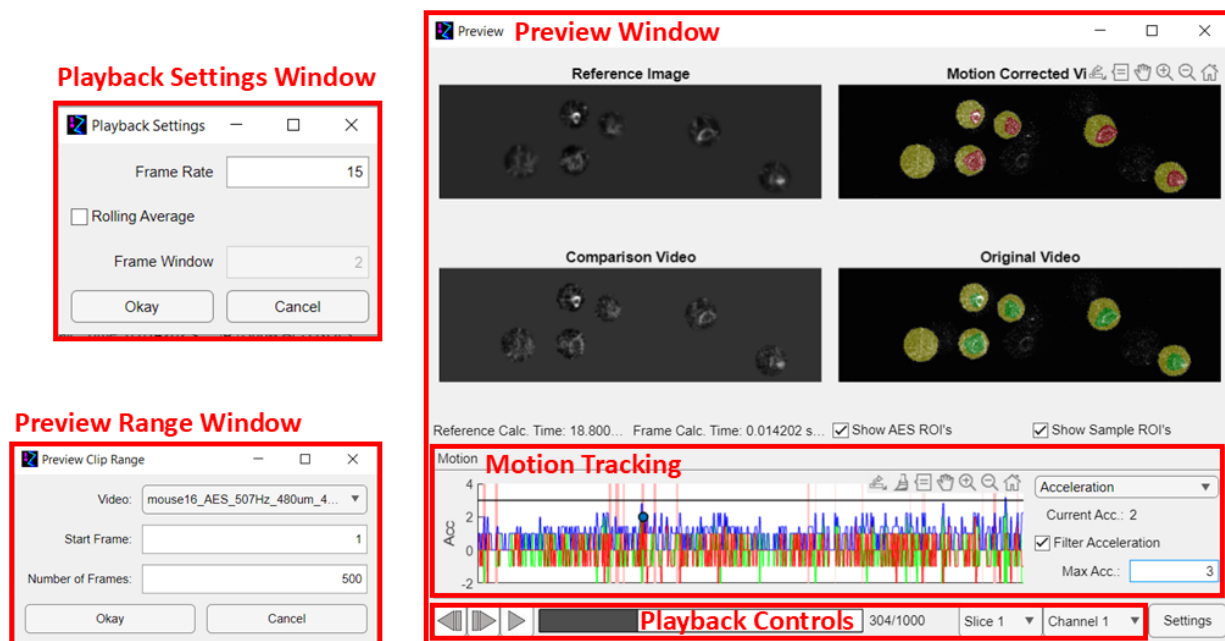 Playback Settings Window
Playback Settings
Frame Rate 15
Rolling Average
Frame Window 2
Okay Cancel
Preview Range Window
Preview Clip Range
Video: mouse16_AES_507Hz_480um_4...
Start Frame: 1
Number of Frames: 500
Okay Cancel
Preview Preview Window
Reference Image Motion Corrected Vi
Comparison Video Original Video
Reference Calc. Time: 18.800... Frame Calc. Time: 0.014202 s... Show AES ROI's Show Sample ROI's
Motion Motion Tracking
Acc
4
2
0
-2
Acceleration
Current Acc.: 2
Filter Acceleration
Max Acc.: 3
Playback Controls 304/1000 Slice 1 Channel 1 Settings